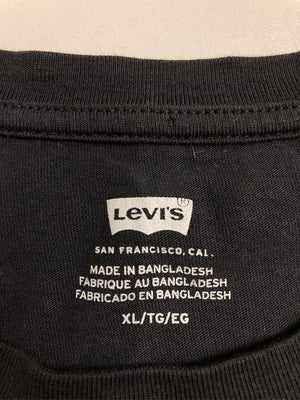 Levi's®
SAN FRANCISCO, CAL.
MADE IN BANGLADESH
FABRIQUE AU BANGLADESH
FABRICADO EN BANGLADESH
XL/TG/EG